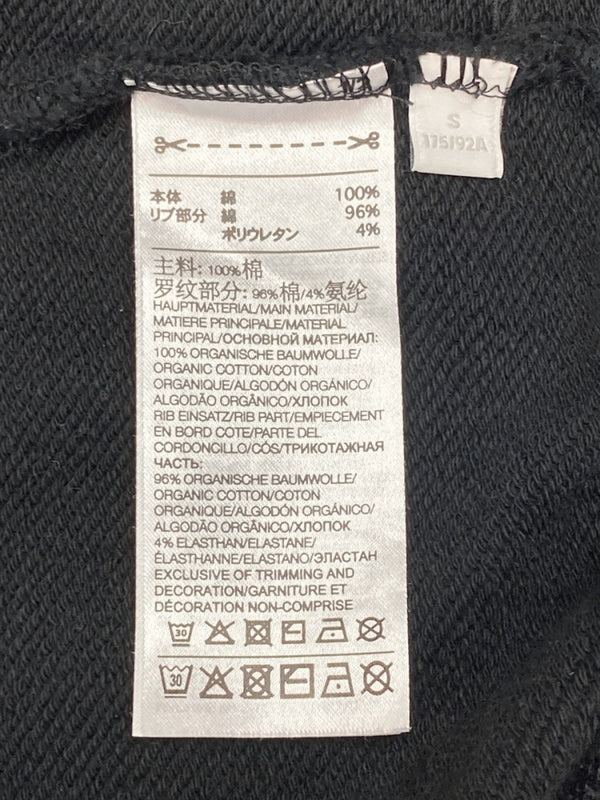 S
175/92A
本体 綿 100%
リブ部分 綿 96%
ポリウレタン 4%
主料: 100%棉
罗纹部分: 96%棉/4%氨纶
HAUPTMATERIAL/MAIN MATERIAL/
MATIERE PRINCIPALE/MATERIAL
PRINCIPAL/ОСНОВНОЙ МАТЕРИАЛ:
100% ORGANISCHE BAUMWOLLE/
ORGANIC COTTON/COTON
ORGANIQUE/ALGODÓN ORGÁNICO/
ALGODÃO ORGÂNICO/ХЛОПОК
RIB EINSATZ/RIB PART/EMPIECEMENT
EN BORD COTE/PARTE DEL
CORDONCILLO/CÓS/ТРИКОТАЖНАЯ
ЧАСТЬ:
96% ORGANISCHE BAUMWOLLE/
ORGANIC COTTON/COTON
ORGANIQUE/ALGODÓN ORGÁNICO/
ALGODÃO ORGÂNICO/ХЛОПОК
4% ELASTHAN/ELASTANE/
ÉLASTHANNE/ELASTANO/ЭЛАСТАН
EXCLUSIVE OF TRIMMING AND
DECORATION/GARNITURE ET
DÉCORATION NON-COMPRISE
30
30